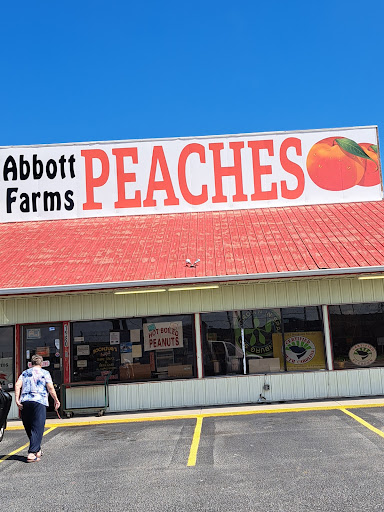 Abbott
Farms
PEACHES
HOT BOILED
PEANUTS